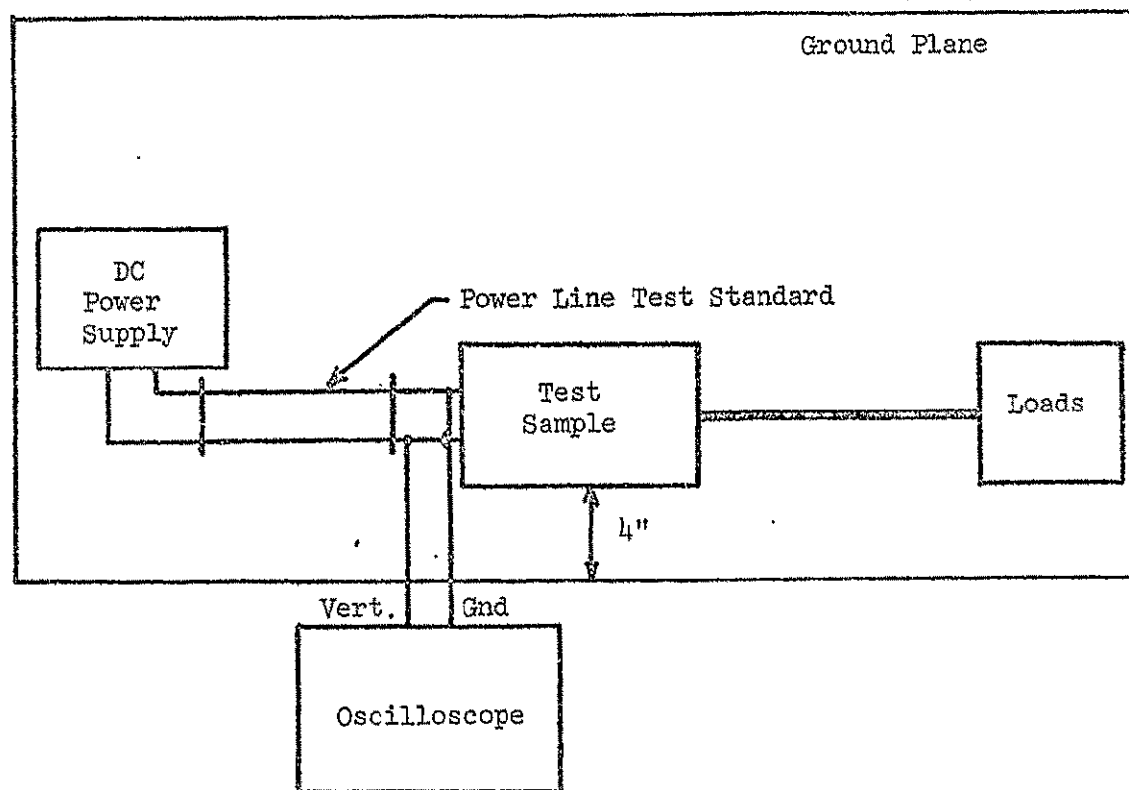 Ground Plane
DC
Power
Supply
Power Line Test Standard
Test
Sample
Loads
4"
Vert.
Gnd
Oscilloscope